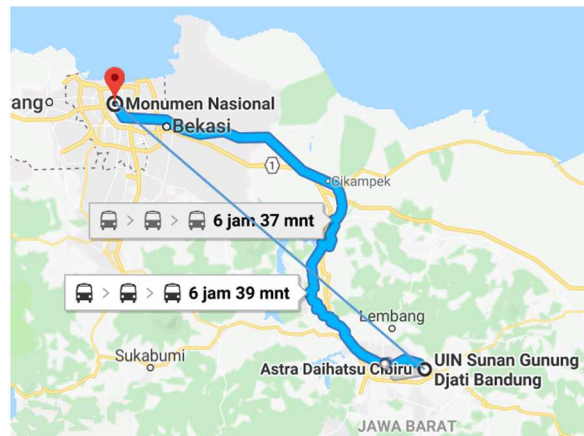 Monumen Nasional
ang
Bekasi
1
Cikampek
6 jam 37 mnt
6 jam 39 mnt
Lembang
Sukabumi
Astra Daihatsu Cibiru
UIN Sunan Gunung
Djati Bandung
JAWA BARAT